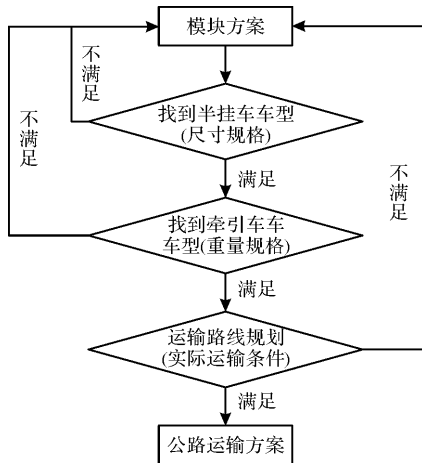 模块方案
不满足
找到半挂车车型
(尺寸规格)
不满足
满足
不满足
找到牵引车车
车型(重量规格)
满足
运输路线规划
(实际运输条件)
满足
公路运输方案